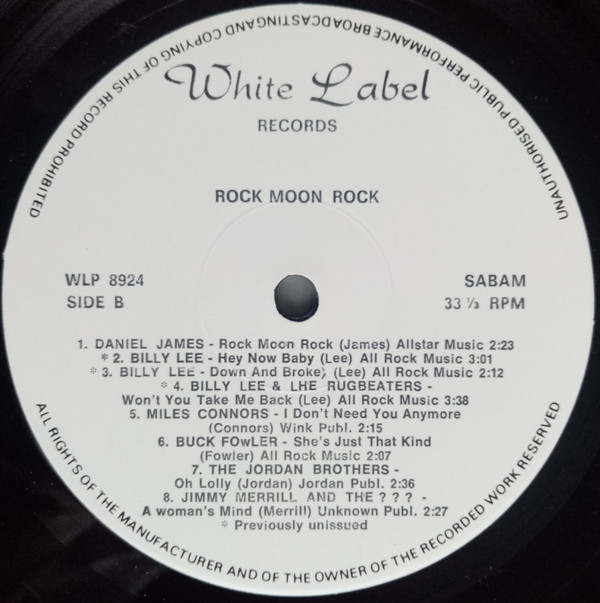 UNAUTHORISED PUBLIC PERFORMANCE BROADCASTING AND COPYING OF THIS RECORD PROHIBITED
White Label
RECORDS
ROCK MOON ROCK
WLP 8924
SABAM
SIDE B
33 ⅓ RPM
1. DANIEL JAMES - Rock Moon Rock (James) Allstar Music 2:23
* 2. BILLY LEE - Hey Now Baby (Lee) All Rock Music 3:01
* 3. BILLY LEE - Down And Broke, (Lee) All Rock Music 2:12
* 4. BILLY LEE & LHE RUGBEATERS -
Won't You Take Me Back (Lee) All Rock Music 3:38
5. MILES CONNORS - I Don't Need You Anymore
(Connors) Wink Publ. 2:15
6. BUCK FOwLER - She's Just That Kind
(Fowler) All Rock Music 2:07
7. THE JORDAN BROTHERS -
Oh Lolly (Jordan) Jordan Publ. 2:36
8. JIMMY MERRILL AND THE ? ? ? -
A woman's Mind (Merrill) Unknown Publ. 2:27
* Previously unissued
ALL RIGHTS OF THE MANUFACTURER AND OF THE OWNER OF THE RECORDED WORK RESERVED